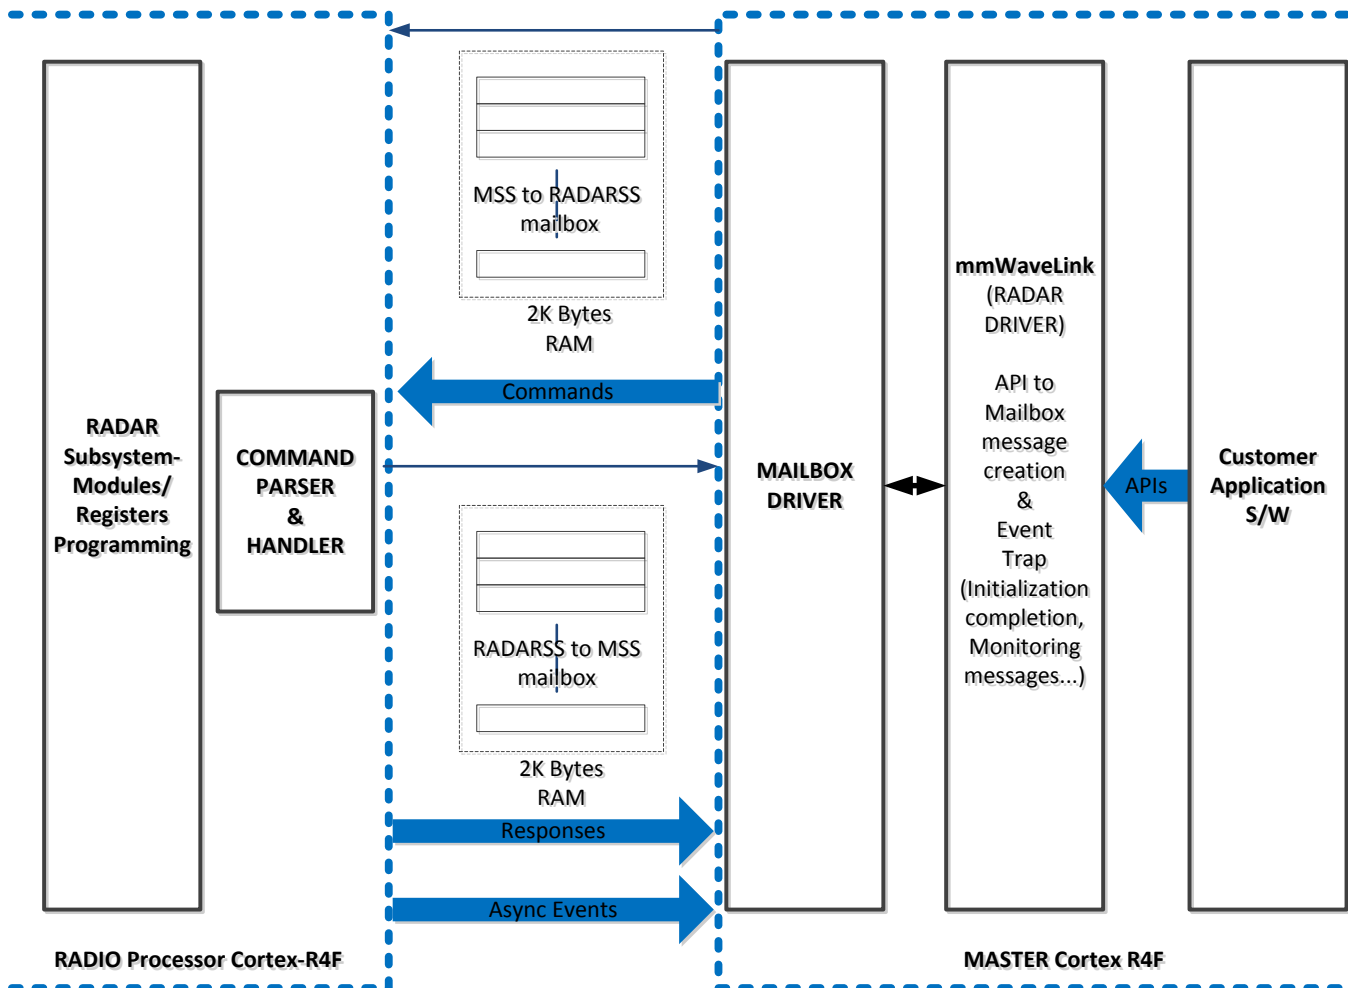 MSS to RADARSS
mailbox
2K Bytes
RAM
Commands
RADAR
Subsystem-
Modules/
Registers
Programming
COMMAND
PARSER
&
HANDLER
RADARSS to MSS
mailbox
2K Bytes
RAM
Responses
Async Events
MAILBOX
DRIVER
mmWaveLink
(RADAR
DRIVER)
API to
Mailbox
message
creation
&
Event
Trap
(Initialization
completion,
Monitoring
messages...)
APIs
Customer
Application
S/W
RADIO Processor Cortex-R4F
MASTER Cortex R4F